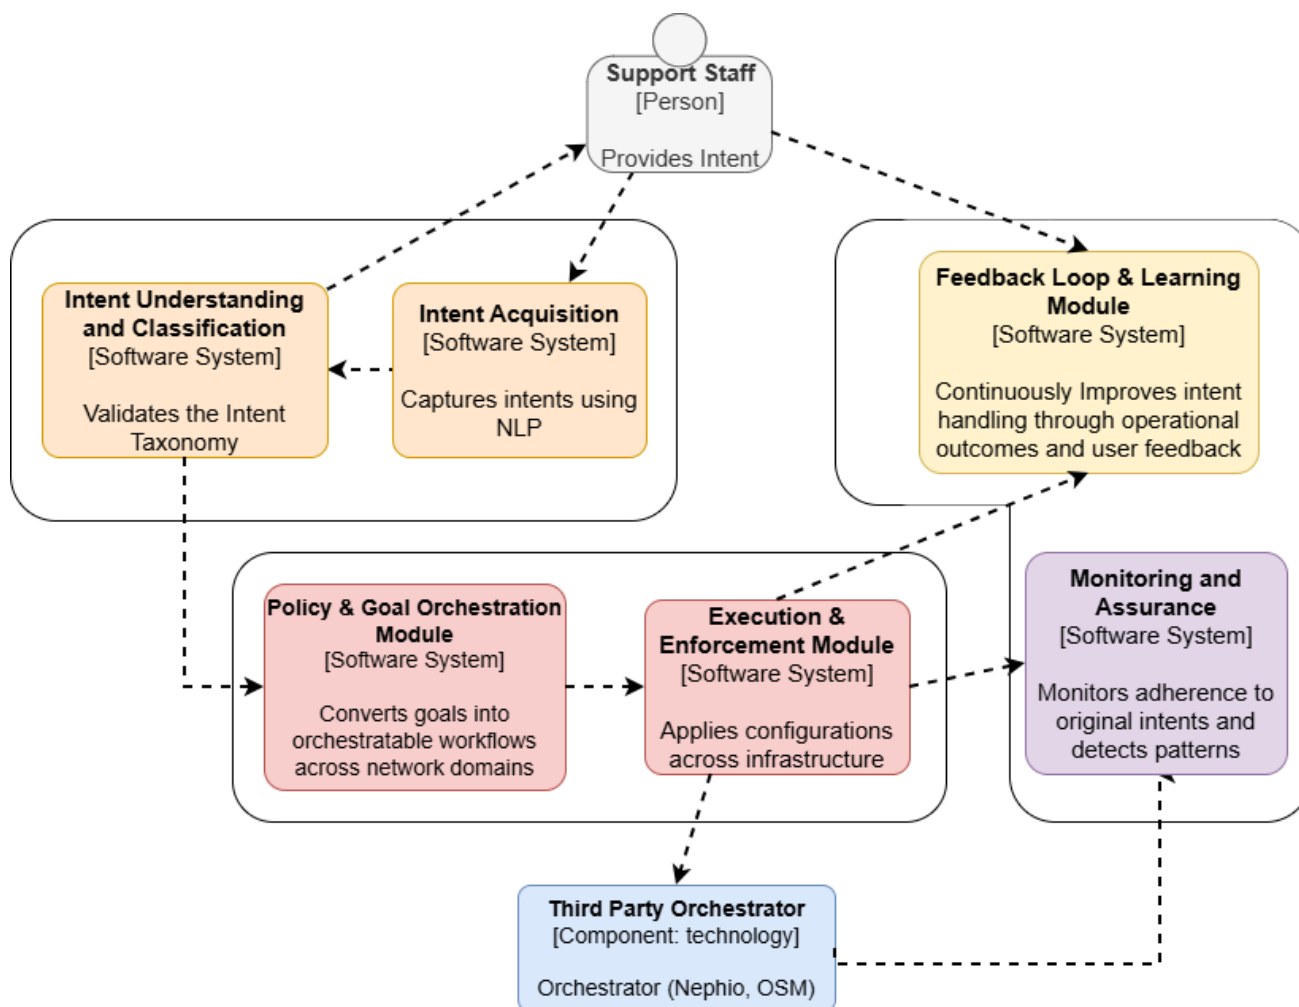 Support Staff
[Person]
Provides Intent
Intent Understanding
and Classification
[Software System]
Validates the Intent
Taxonomy
Intent Acquisition
[Software System]
Captures intents using
NLP
Feedback Loop & Learning
Module
[Software System]
Continuously Improves intent
handling through operational
outcomes and user feedback
Policy & Goal Orchestration
Module
[Software System]
Converts goals into
orchestratable workflows
across network domains
Execution &
Enforcement Module
[Software System]
Applies configurations
across infrastructure
Monitoring and
Assurance
[Software System]
Monitors adherence to
original intents and
detects patterns
Third Party Orchestrator
[Component: technology]
Orchestrator (Nephio, OSM)